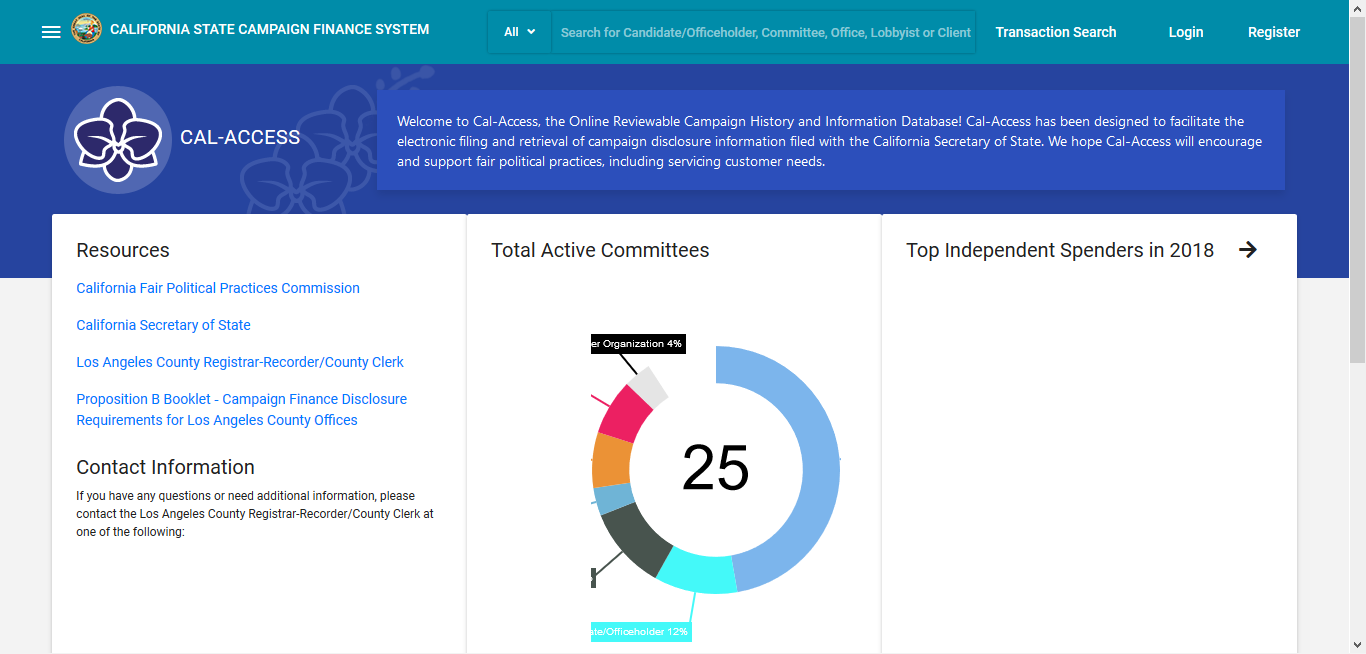 CALIFORNIA STATE CAMPAIGN FINANCE SYSTEM
All
Search for Candidate/Officeholder, Committee, Office, Lobbyist or Client
Transaction Search
Login
Register
CAL-ACCESS
Welcome to Cal-Access, the Online Reviewable Campaign History and Information Database! Cal-Access has been designed to facilitate the
electronic filing and retrieval of campaign disclosure information filed with the California Secretary of State. We hope Cal-Access will encourage
and support fair political practices, including servicing customer needs.
Resources
California Fair Political Practices Commission
California Secretary of State
Los Angeles County Registrar-Recorder/County Clerk
Proposition B Booklet - Campaign Finance Disclosure
Requirements for Los Angeles County Offices
Contact Information
If you have any questions or need additional information, please
contact the Los Angeles County Registrar-Recorder/County Clerk at
one of the following:
Total Active Committees
er Organization 4%
25
ate/Officeholder 12%
Top Independent Spenders in 2018